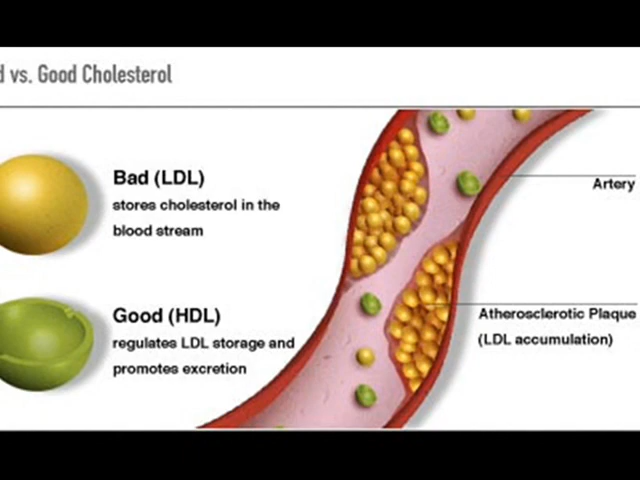 vs. Good Cholesterol
Bad (LDL)
stores cholesterol in the
blood stream
Good (HDL)
regulates LDL storage and
promotes excretion
Artery
Atherosclerotic Plaque
(LDL accumulation)